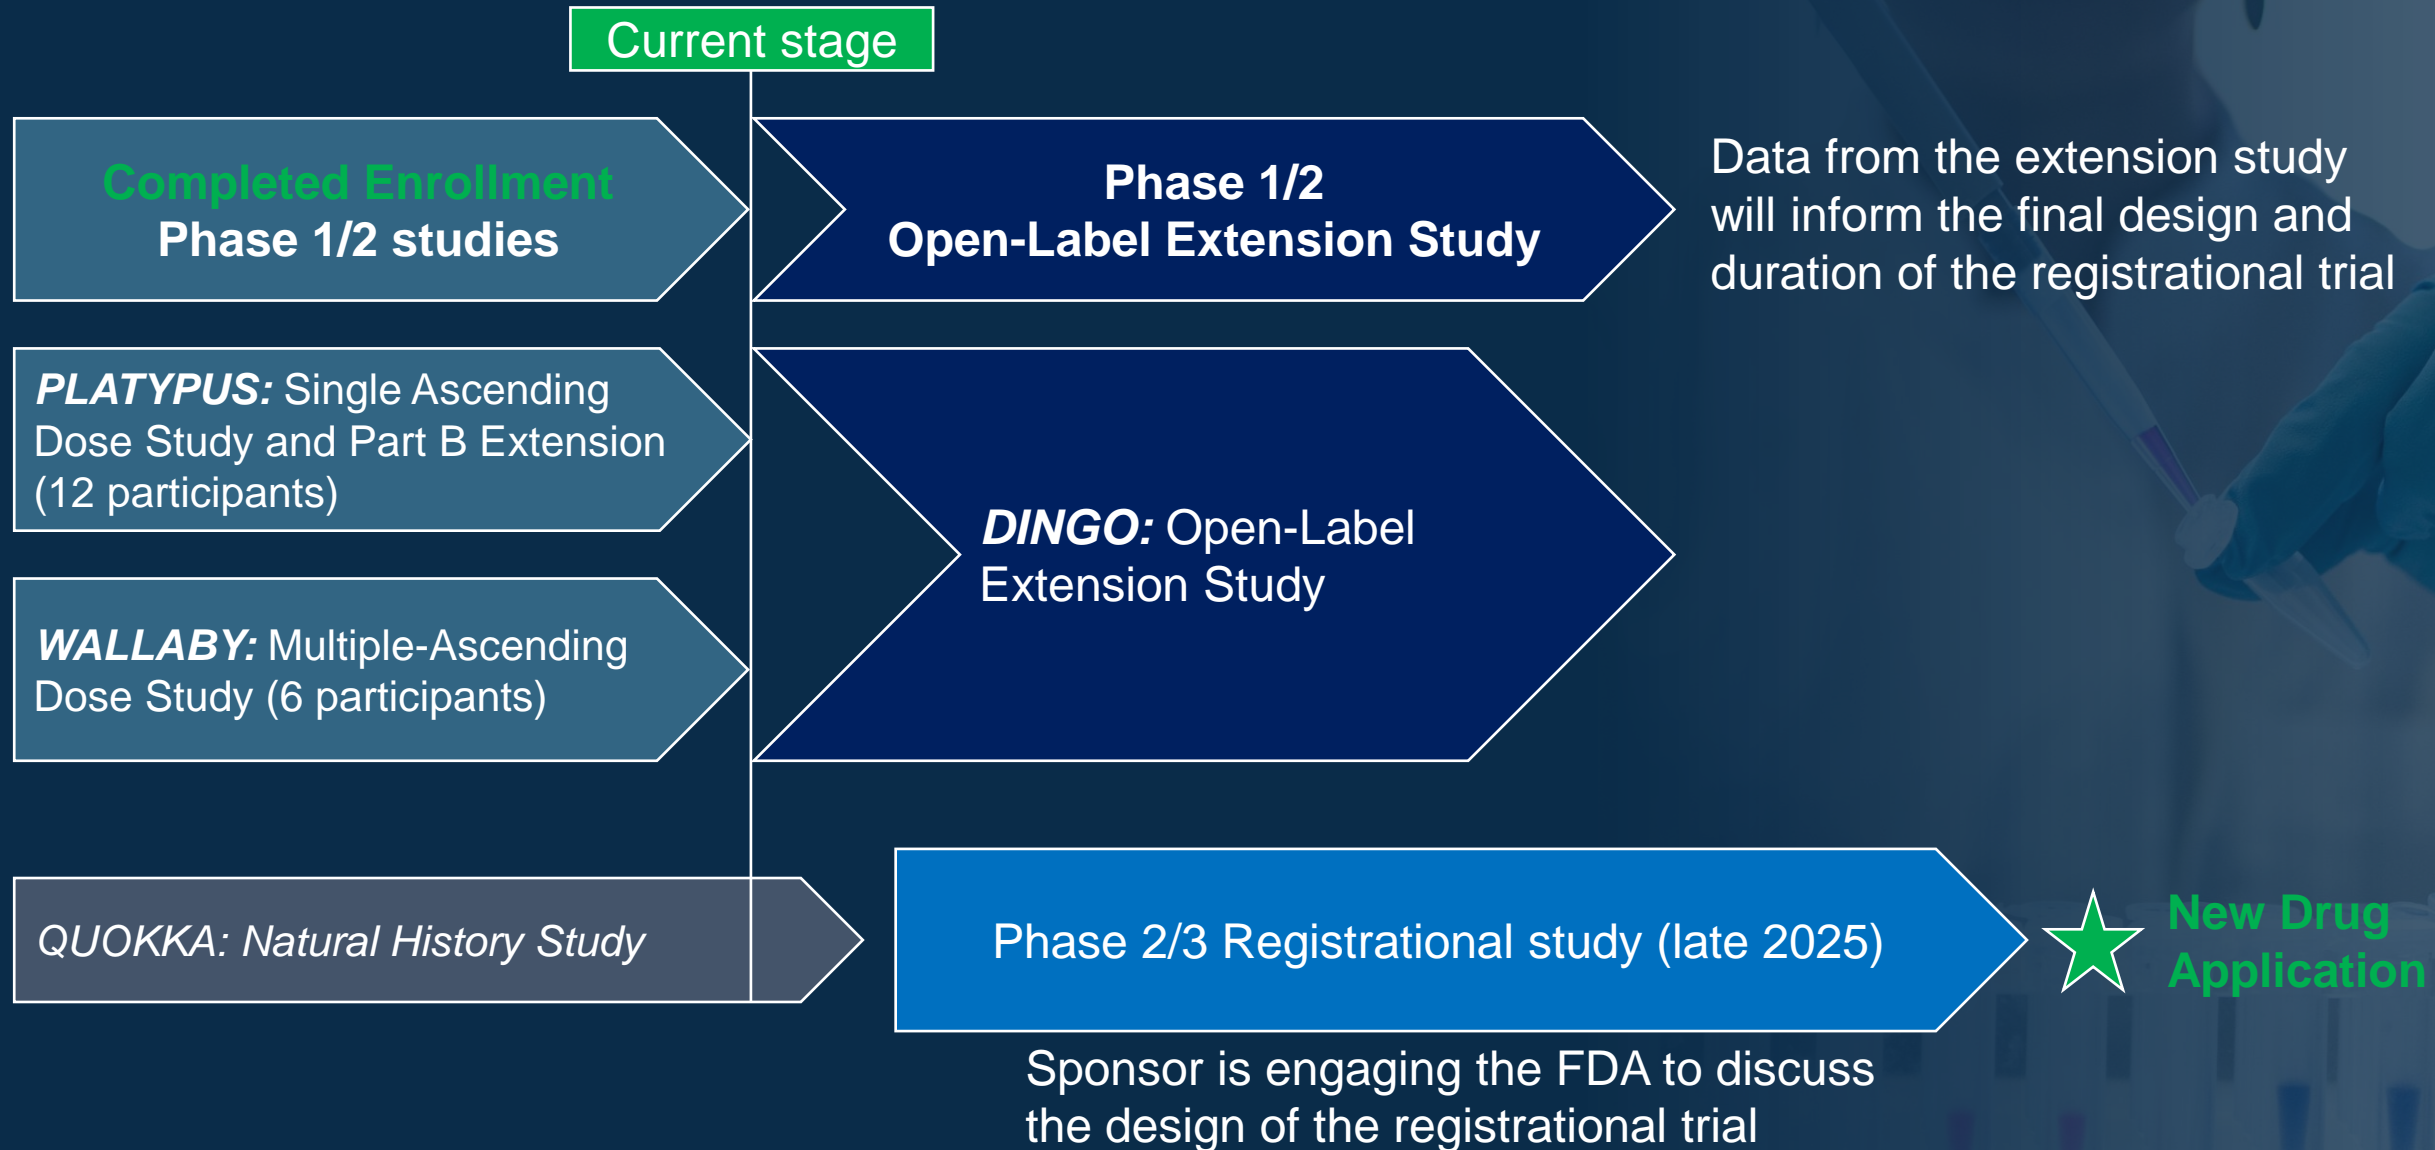 Current stage
Completed Enrollment
Phase 1/2 studies
Phase 1/2
Open-Label Extension Study
Data from the extension study
will inform the final design and
duration of the registrational trial
PLATYPUS: Single Ascending
Dose Study and Part B Extension
(12 participants)
DINGO: Open-Label
Extension Study
WALLABY: Multiple-Ascending
Dose Study (6 participants)
QUOKKA: Natural History Study
Phase 2/3 Registrational study (late 2025)
New Drug
Application
Sponsor is engaging the FDA to discuss
the design of the registrational trial